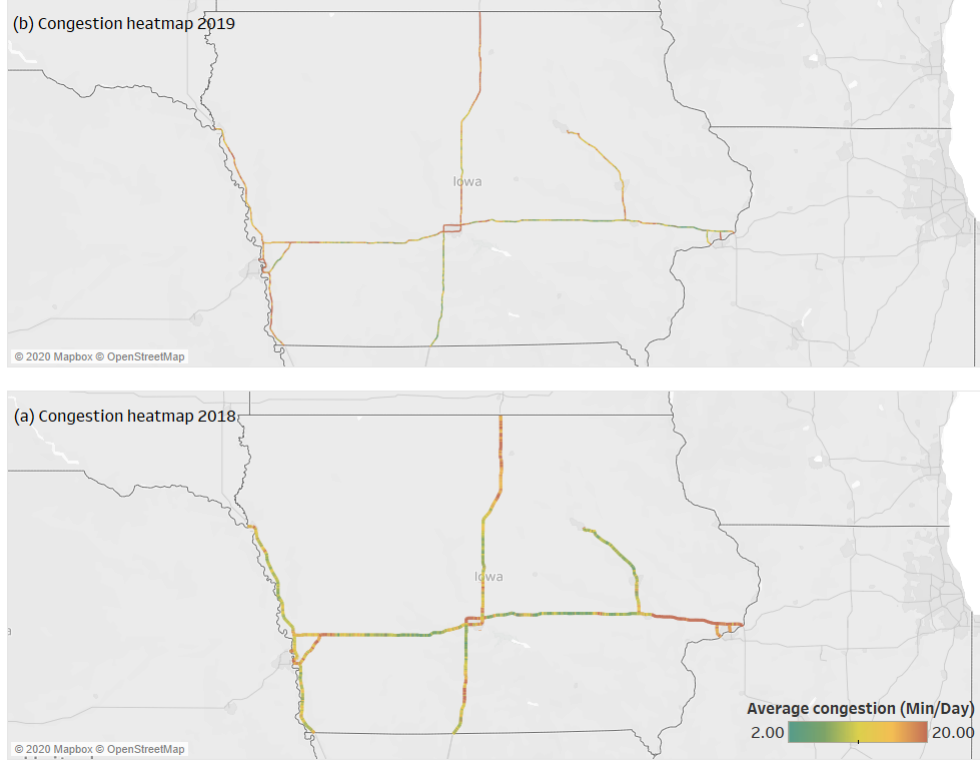 (b) Congestion heatmap 2019
Iowa
© 2020 Mapbox © OpenStreetMap
(a) Congestion heatmap 2018
Iowa
a
Average congestion (Min/Day)
2.00 20.00
© 2020 Mapbox © OpenStreetMap